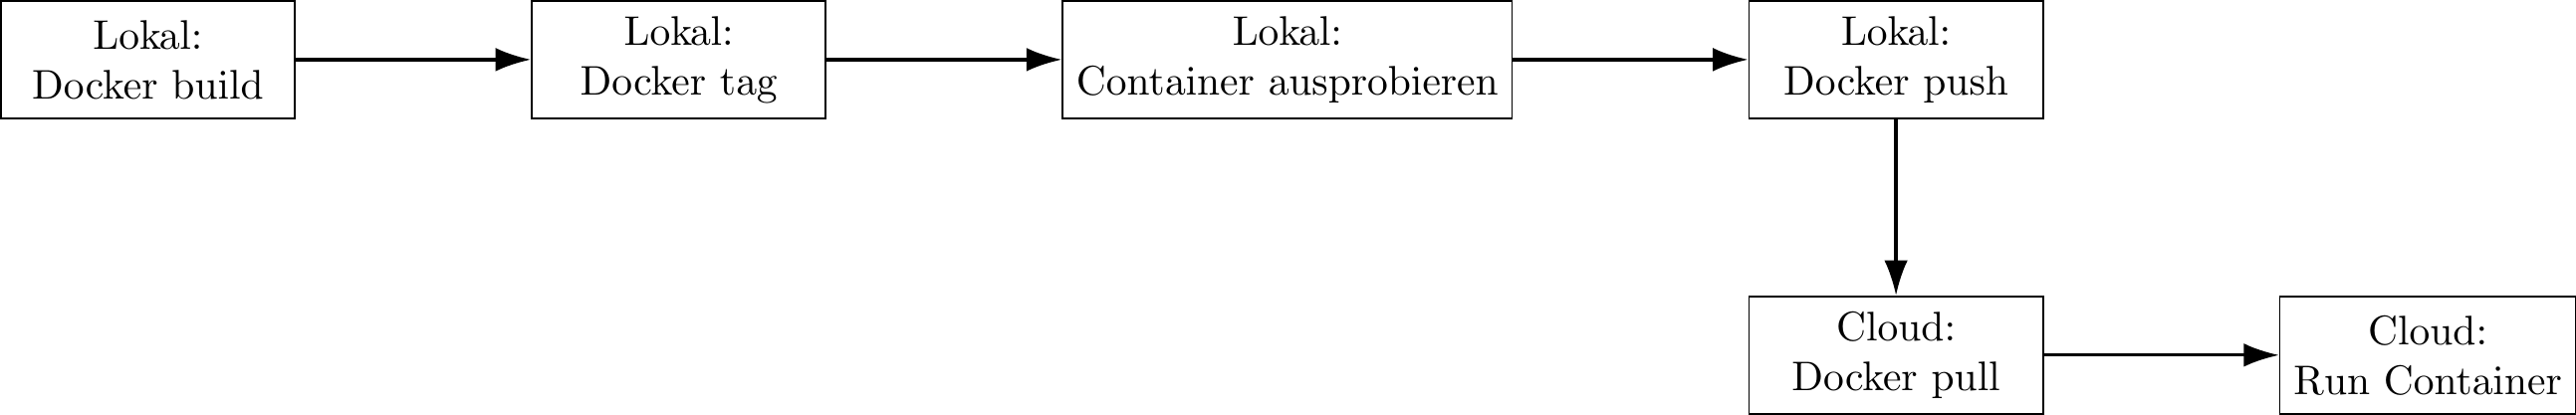 Lokal:
Docker build
Lokal:
Docker tag
Lokal:
Container ausprobieren
Lokal:
Docker push
Cloud:
Docker pull
Cloud:
Run Container